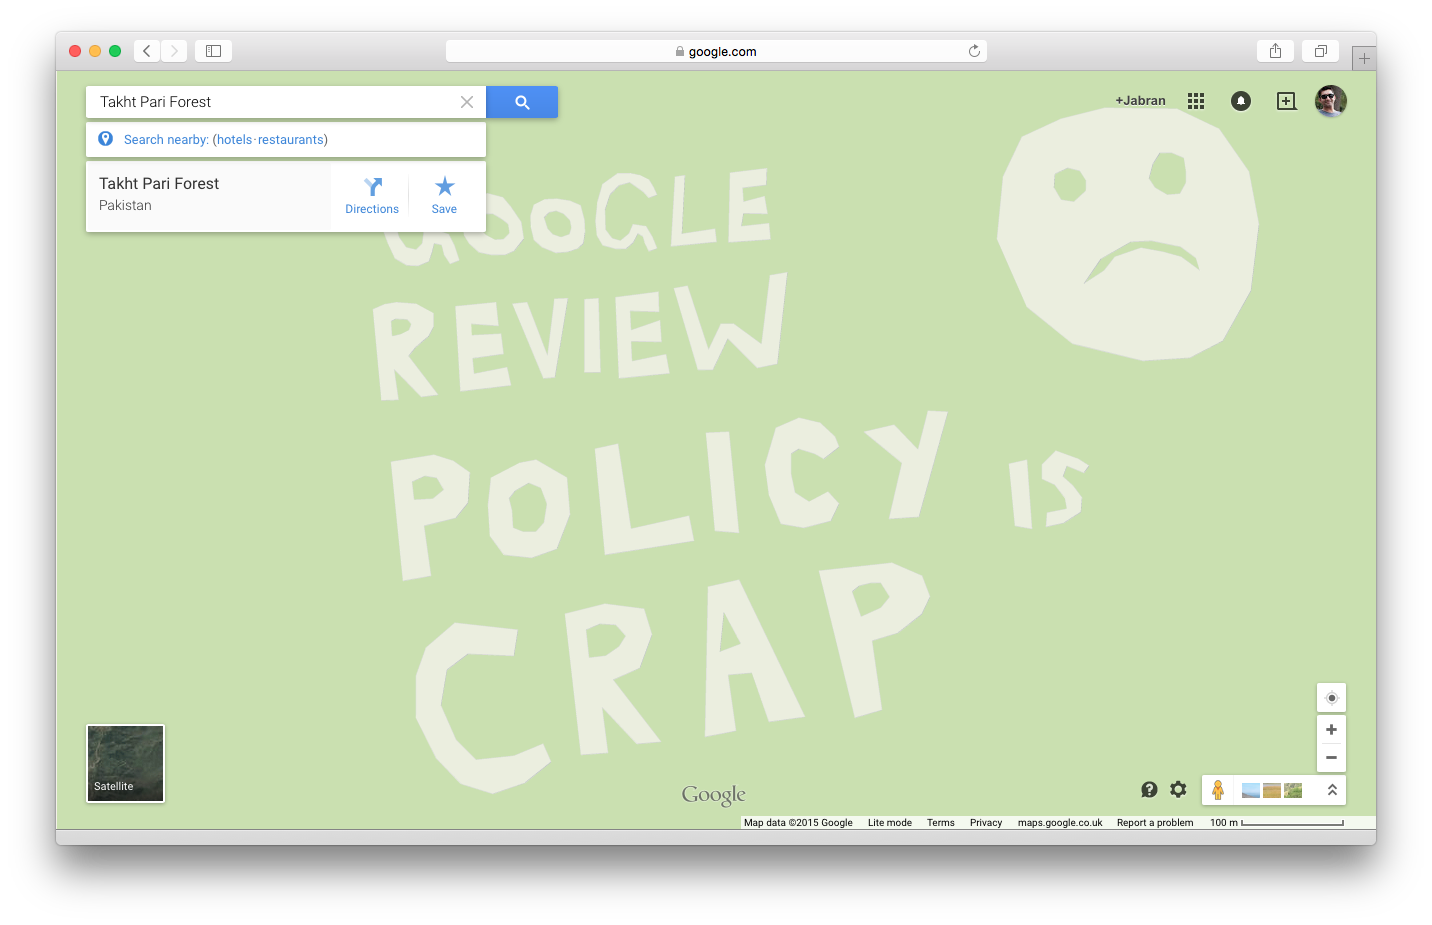 google.com
Takht Pari Forest
+Jabran
Search nearby: (hotels · restaurants)
Takht Pari Forest
Pakistan
Directions
Save
GOOGLE
REVIEW
POLICY IS
CRAP
Satellite
Google
Map data ©2015 Google Lite mode Terms Privacy maps.google.co.uk Report a problem 100 m